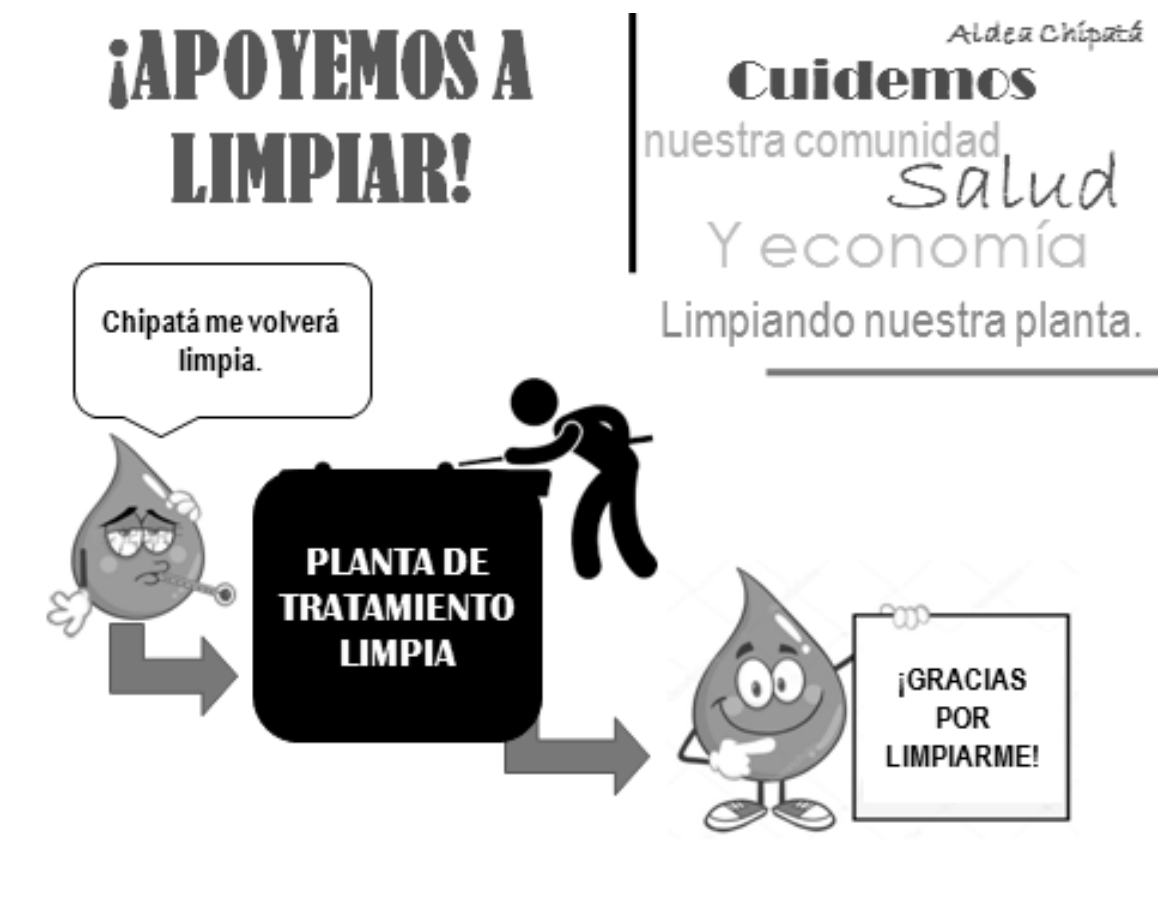 ¡APOYEMOS A
LIMPIAR!
Aldea Chipatá
Cuidemos
nuestra comunidad
Salud
Y economía
Limpiando nuestra planta.
Chipatá me volverá
limpia.
PLANTA DE
TRATAMIENTO
LIMPIA
¡GRACIAS
POR
LIMPIARME!